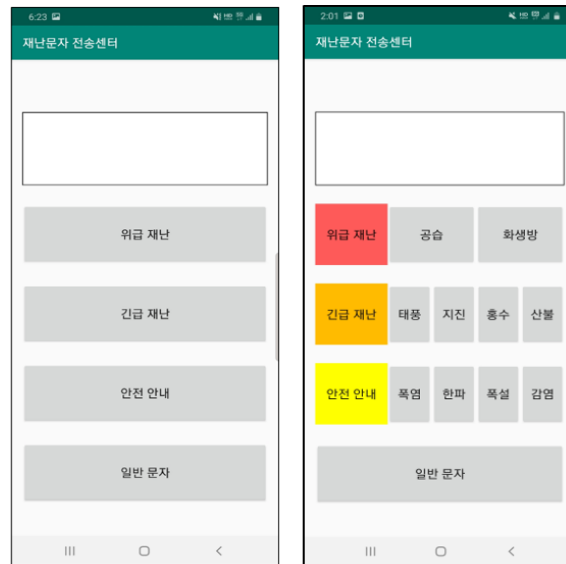 6:23
재난문자 전송센터
위급 재난
긴급 재난
안전 안내
일반 문자
2:01
재난문자 전송센터
위급 재난 공습 화생방
긴급 재난 태풍 지진 홍수 산불
안전 안내 폭염 한파 폭설 감염
일반 문자